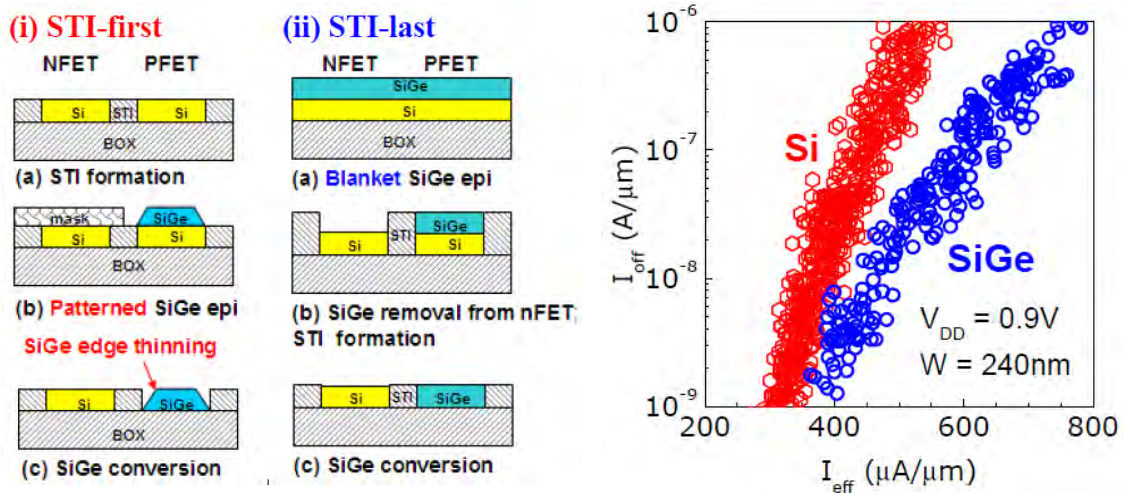 (i) STI-first
NFET PFET
Si STI Si
BOX
(a) STI formation
mask SiGe
Si Si
BOX
(b) Patterned SiGe epi
SiGe edge thinning
Si SiGe
BOX
(c) SiGe conversion
(ii) STI-last
NFET PFET
SiGe
Si
(a) Blanket SiGe epi
SiGe
Si STI Si
(b) SiGe removal from nFET;
STI formation
Si STI SiGe
(c) SiGe conversion
10⁻⁶
10⁻⁷
10⁻⁸
10⁻⁹
I_off (A/μm)
Si
SiGe
V_DD = 0.9V
W = 240nm
200 400 600 800
I_eff (μA/μm)